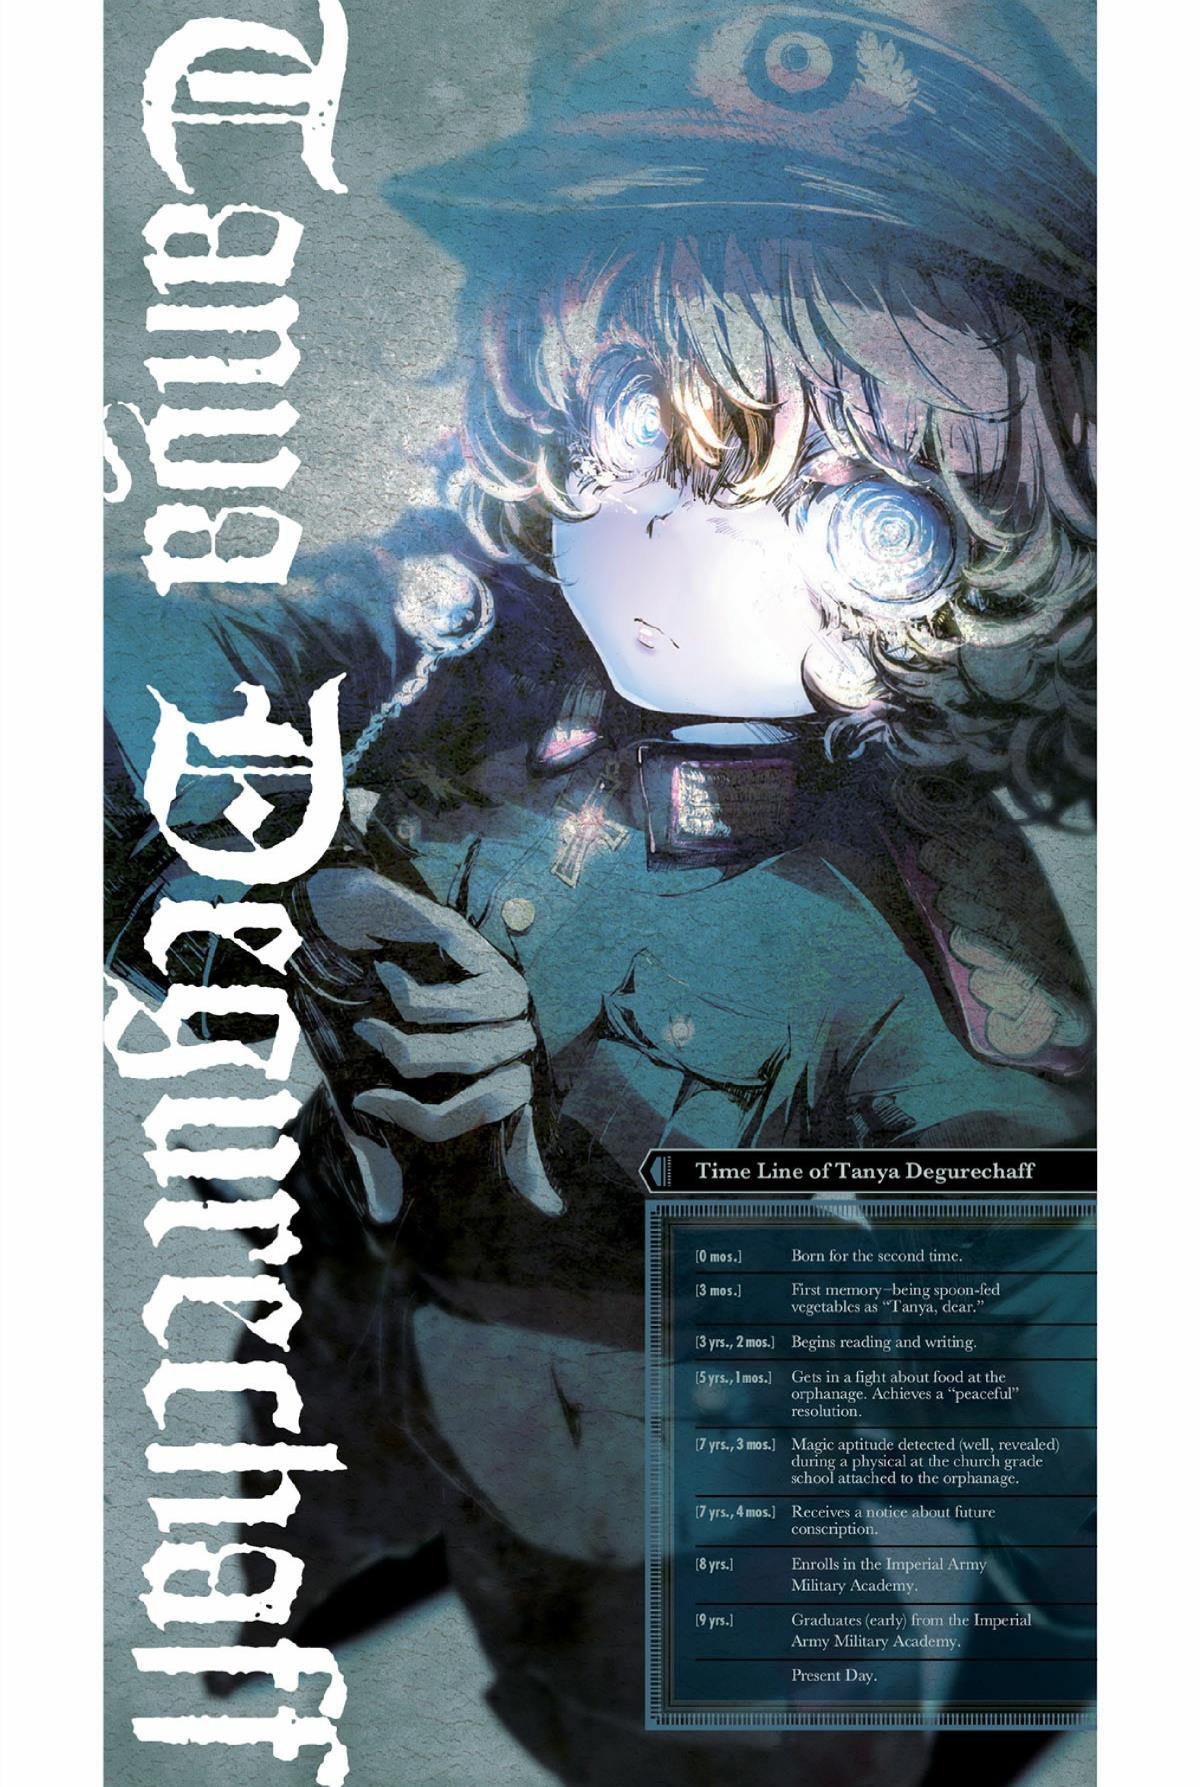 Tanya Degurechaff
Time Line of Tanya Degurechaff
[0 mos.] Born for the second time.
[3 mos.] First memory–being spoon-fed
vegetables as “Tanya, dear.”
[3 yrs., 2 mos.] Begins reading and writing.
[5 yrs., 1 mos.] Gets in a fight about food at the
orphanage. Achieves a “peaceful”
resolution.
[7 yrs., 3 mos.] Magic aptitude detected (well, revealed)
during a physical at the church grade
school attached to the orphanage.
[7 yrs., 4 mos.] Receives a notice about future
conscription.
[8 yrs.] Enrolls in the Imperial Army
Military Academy.
[9 yrs.] Graduates (early) from the Imperial
Army Military Academy.
Present Day.